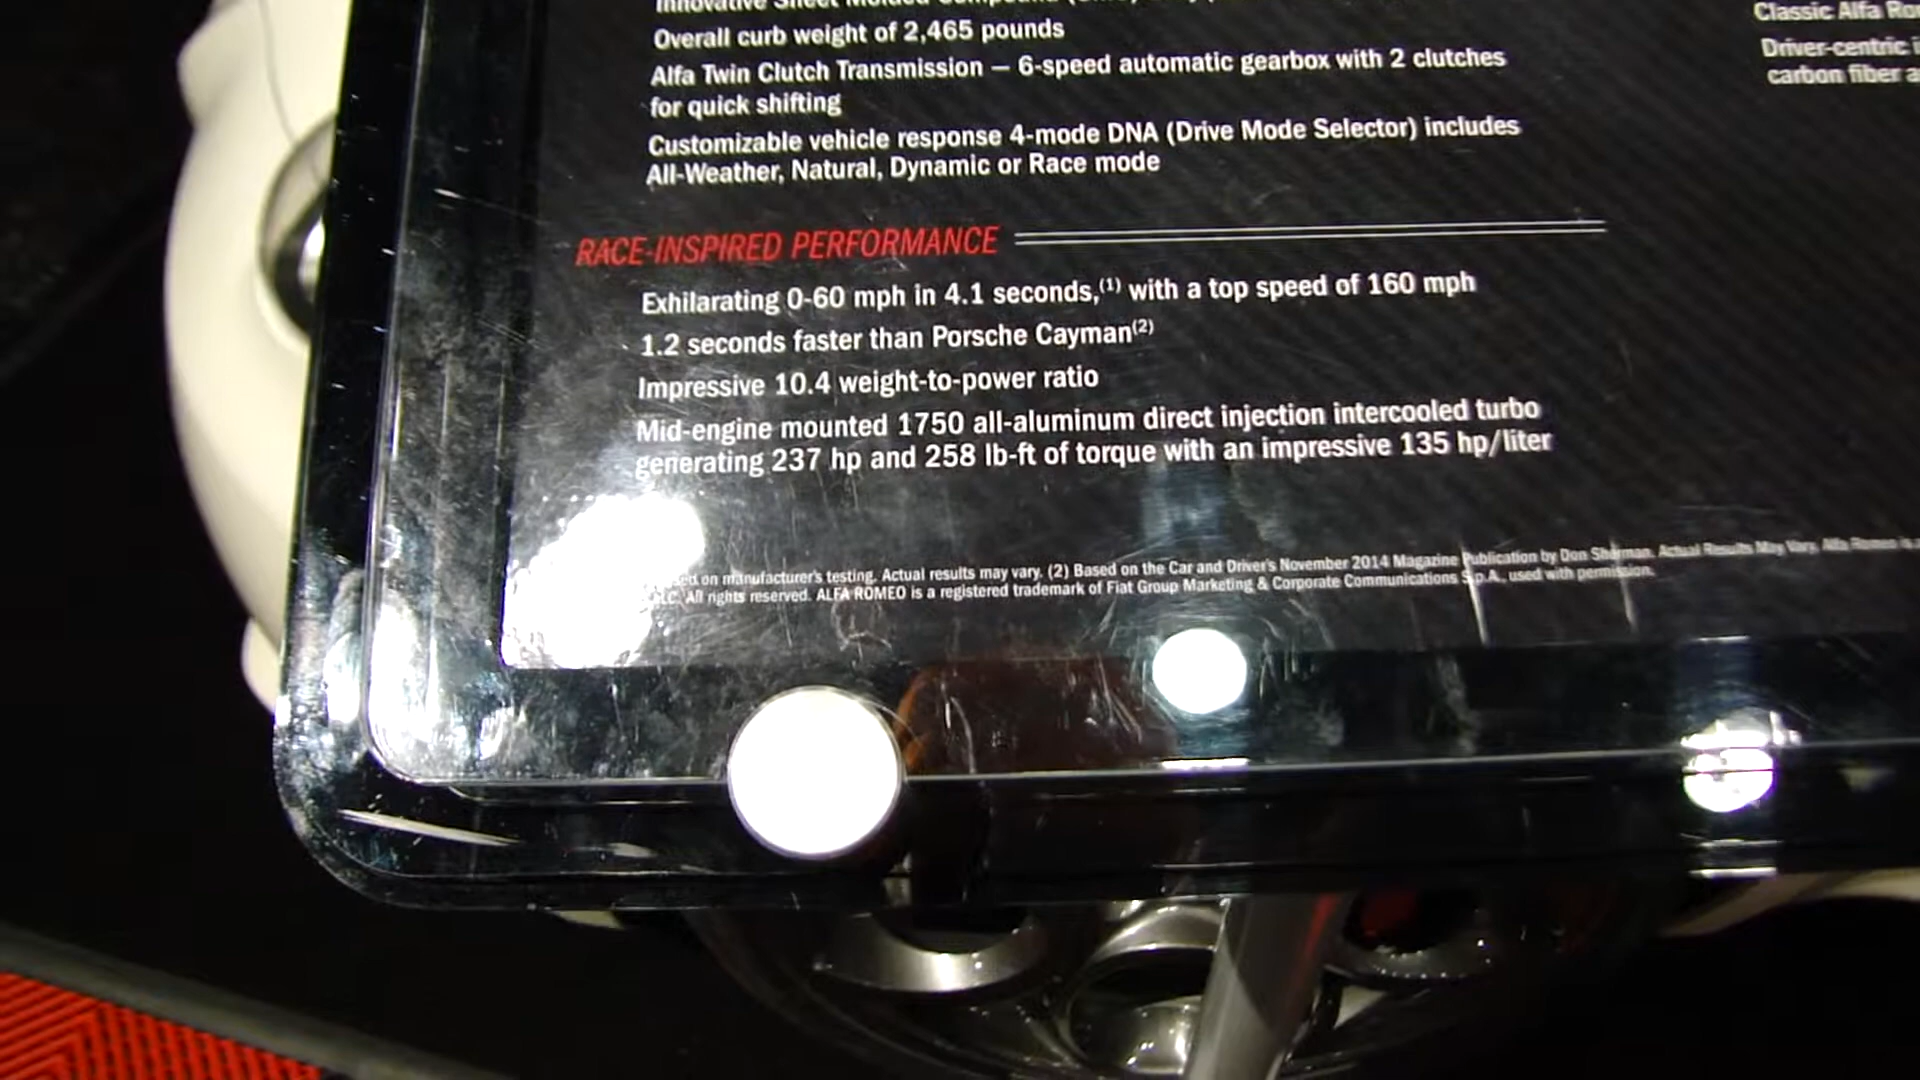 Innovative Sheet Molded Compound
Overall curb weight of 2,465 pounds
Alfa Twin Clutch Transmission — 6-speed automatic gearbox with 2 clutches
for quick shifting
Customizable vehicle response 4-mode DNA (Drive Mode Selector) includes
All-Weather, Natural, Dynamic or Race mode
RACE-INSPIRED PERFORMANCE
Exhilarating 0-60 mph in 4.1 seconds,(1) with a top speed of 160 mph
1.2 seconds faster than Porsche Cayman(2)
Impressive 10.4 weight-to-power ratio
Mid-engine mounted 1750 all-aluminum direct injection intercooled turbo
generating 237 hp and 258 lb-ft of torque with an impressive 135 hp/liter
on manufacturer's testing. Actual results may vary. (2) Based on the Car and Driver's November 2014 Magazine Publication by Don Sherman. Actual Results May Vary. Alfa Romeo is
LLC. All rights reserved. ALFA ROMEO is a registered trademark of Fiat Group Marketing & Corporate Communications S.p.A., used with permission.
Classic Alfa
Driver-centric
carbon fiber